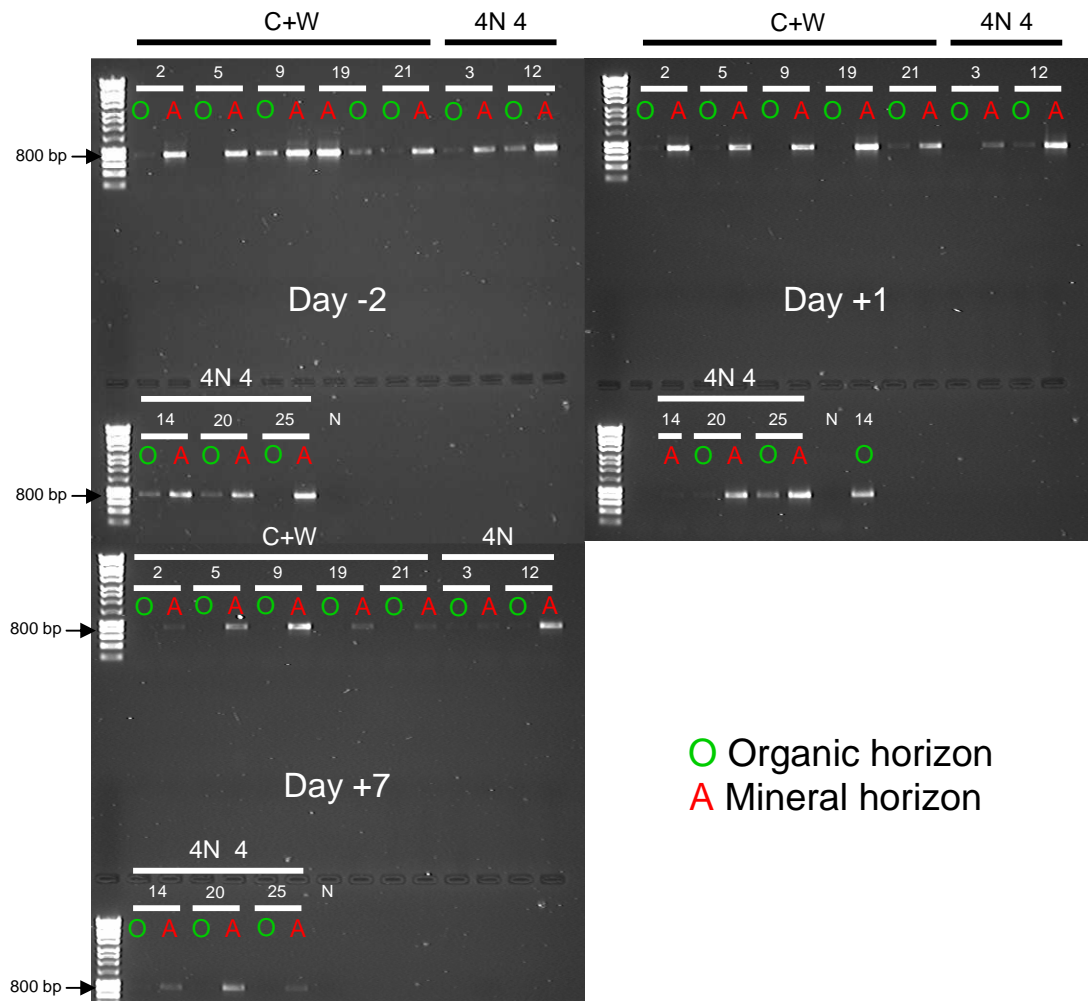 C+W 4N 4
2 5 9 19 21 3 12
O A O A O A A O O A O A O A
800 bp
Day -2
4N 4
14 20 25 N
O A O A O A
800 bp
C+W 4N 4
2 5 9 19 21 3 12
O A O A O A O A O A O A O A
Day +1
4N 4
14 20 25 N 14
A O A O A O
C+W 4N
2 5 9 19 21 3 12
O A O A O A O A O A O A O A
800 bp
Day +7
4N 4
14 20 25 N
O A O A O A
800 bp
O Organic horizon
A Mineral horizon